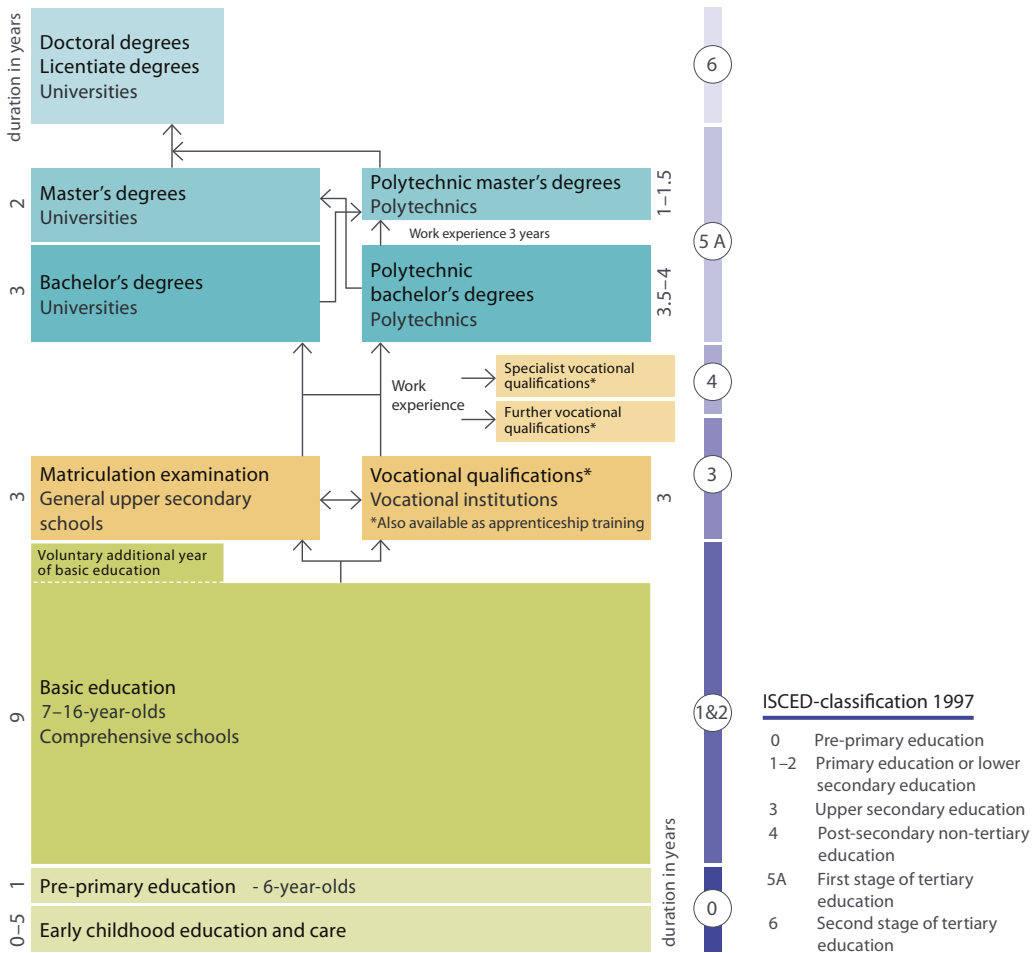 duration in years
Doctoral degrees
Licentiate degrees
Universities
6
2
Master's degrees
Universities
Polytechnic master's degrees
Polytechnics
1–1.5
Work experience 3 years
5 A
3
Bachelor's degrees
Universities
Polytechnic
bachelor's degrees
Polytechnics
3.5–4
Work
experience
Specialist vocational
qualifications*
Further vocational
qualifications*
4
3
Matriculation examination
General upper secondary
schools
Vocational qualifications*
Vocational institutions
*Also available as apprenticeship training
3
3
Voluntary additional year
of basic education
9
Basic education
7–16-year-olds
Comprehensive schools
1&2
1
Pre-primary education - 6-year-olds
0–5
Early childhood education and care
duration in years
0
ISCED-classification 1997
0 Pre-primary education
1–2 Primary education or lower
secondary education
3 Upper secondary education
4 Post-secondary non-tertiary
education
5A First stage of tertiary
education
6 Second stage of tertiary
education